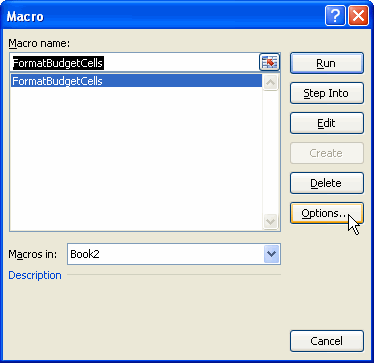 Macro
Macro name:
FormatBudgetCells
FormatBudgetCells
Run
Step Into
Edit
Create
Delete
Options...
Macros in:
Book2
Description
Cancel